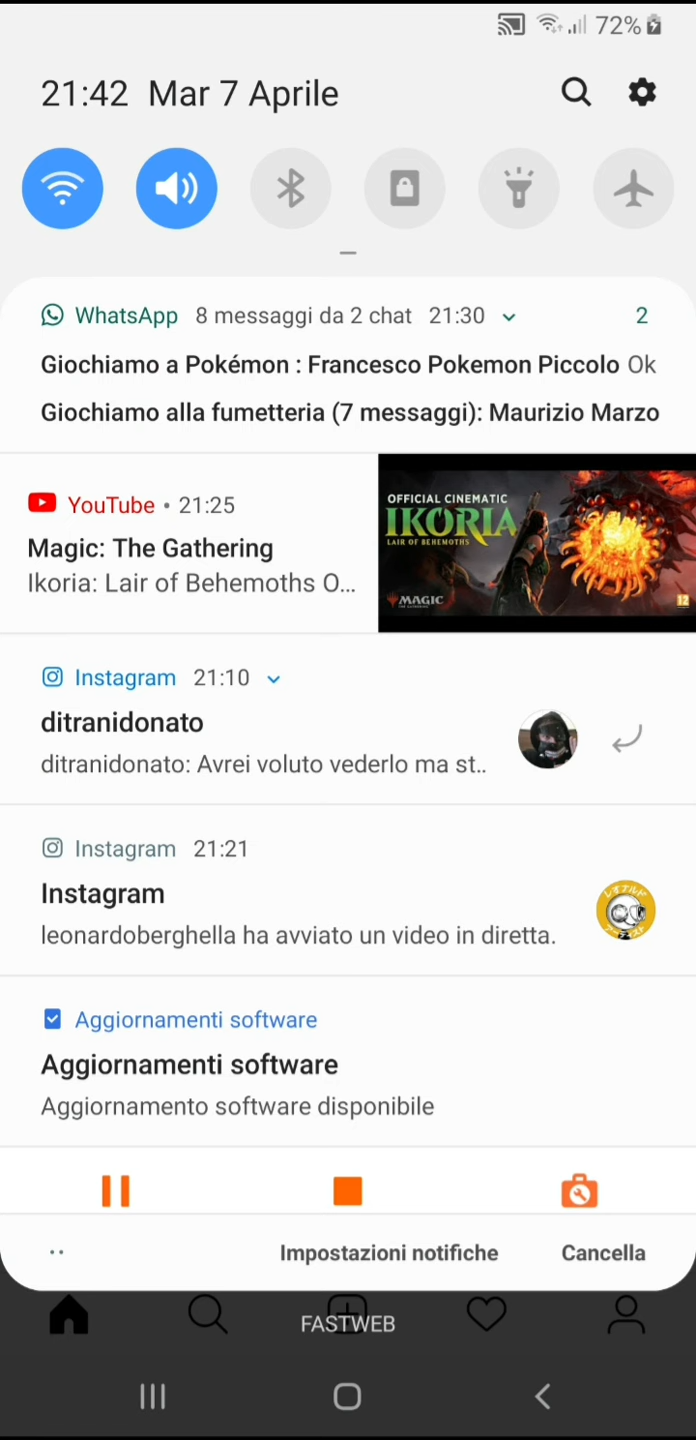 72%
21:42 Mar 7 Aprile
WhatsApp 8 messaggi da 2 chat 21:30 2
Giochiamo a Pokémon : Francesco Pokemon Piccolo Ok
Giochiamo alla fumetteria (7 messaggi): Maurizio Marzo
YouTube • 21:25
Magic: The Gathering
Ikoria: Lair of Behemoths O...
OFFICIAL CINEMATIC
IKORIA
LAIR OF BEHEMOTHS
MAGIC
THE GATHERING
12
Instagram 21:10
ditranidonato
ditranidonato: Avrei voluto vederlo ma st..
Instagram 21:21
Instagram
leonardoberghella ha avviato un video in diretta.
Aggiornamenti software
Aggiornamenti software
Aggiornamento software disponibile
Impostazioni notifiche Cancella
FASTWEB